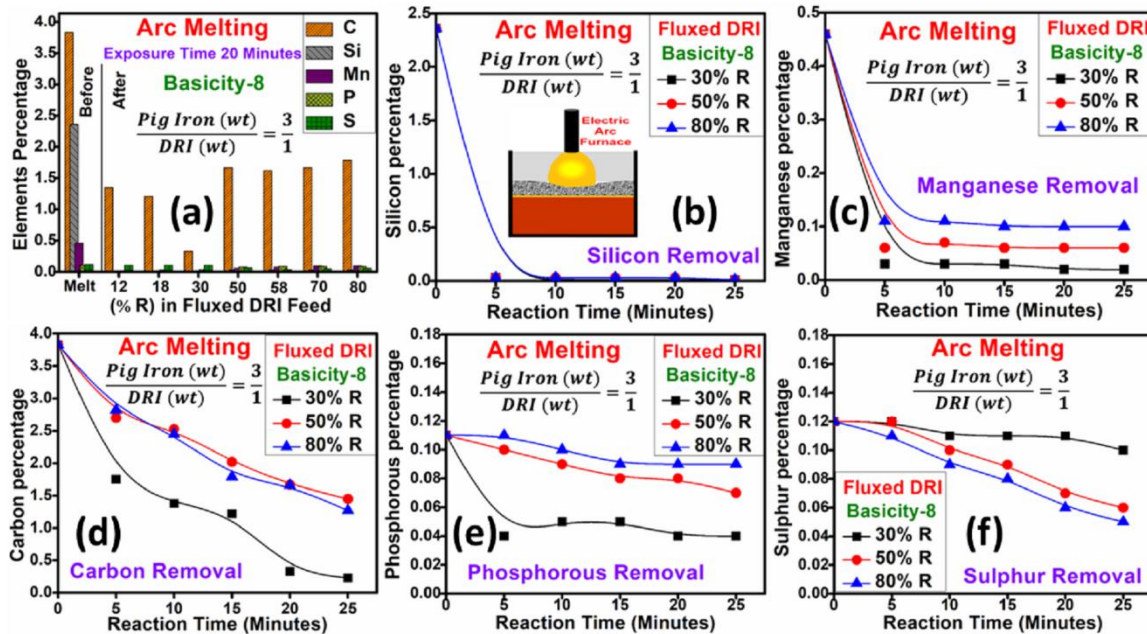 Arc Melting
Exposure Time 20 Minutes
Basicity-8
Pig Iron (wt)
DRI (wt)
= 3
1
Before
After
C
Si
Mn
P
S
(a)
Elements Percentage
4.0
3.5
3.0
2.5
2.0
1.5
1.0
0.5
0.0
Melt 12 18 30 50 58 70 80
(% R) in Fluxed DRI Feed
Arc Melting
Pig Iron (wt)
DRI (wt)
= 3
1
Fluxed DRI
Basicity-8
30% R
50% R
80% R
Electric
Arc
Furnace
(b)
Silicon Removal
Silicon percentage
2.5
2.0
1.5
1.0
0.5
0.0
0 5 10 15 20 25
Reaction Time (Minutes)
Arc Melting
Pig Iron (wt)
DRI (wt)
= 3
1
Fluxed DRI
Basicity-8
30% R
50% R
80% R
Manganese Removal
(c)
Manganese percentage
0.5
0.4
0.3
0.2
0.1
0.0
0 5 10 15 20 25
Reaction Time (Minutes)
Arc Melting
Pig Iron (wt)
DRI (wt)
= 3
1
Fluxed DRI
Basicity-8
30% R
50% R
80% R
(d)
Carbon Removal
Carbon percentage
4.0
3.5
3.0
2.5
2.0
1.5
1.0
0.5
0.0
0 5 10 15 20 25
Reaction Time (Minutes)
Arc Melting
Pig Iron (wt)
DRI (wt)
= 3
1
Fluxed DRI
Basicity-8
30% R
50% R
80% R
(e)
Phosphorous Removal
Phosphorous percentage
0.18
0.16
0.14
0.12
0.10
0.08
0.06
0.04
0.02
0.00
0 5 10 15 20 25
Reaction Time (Minutes)
Arc Melting
Pig Iron (wt)
DRI (wt)
= 3
1
Fluxed DRI
Basicity-8
30% R
50% R
80% R
(f)
Sulphur Removal
Sulphur percentage
0.18
0.16
0.14
0.12
0.10
0.08
0.06
0.04
0.02
0.00
0 5 10 15 20 25
Reaction Time (Minutes)